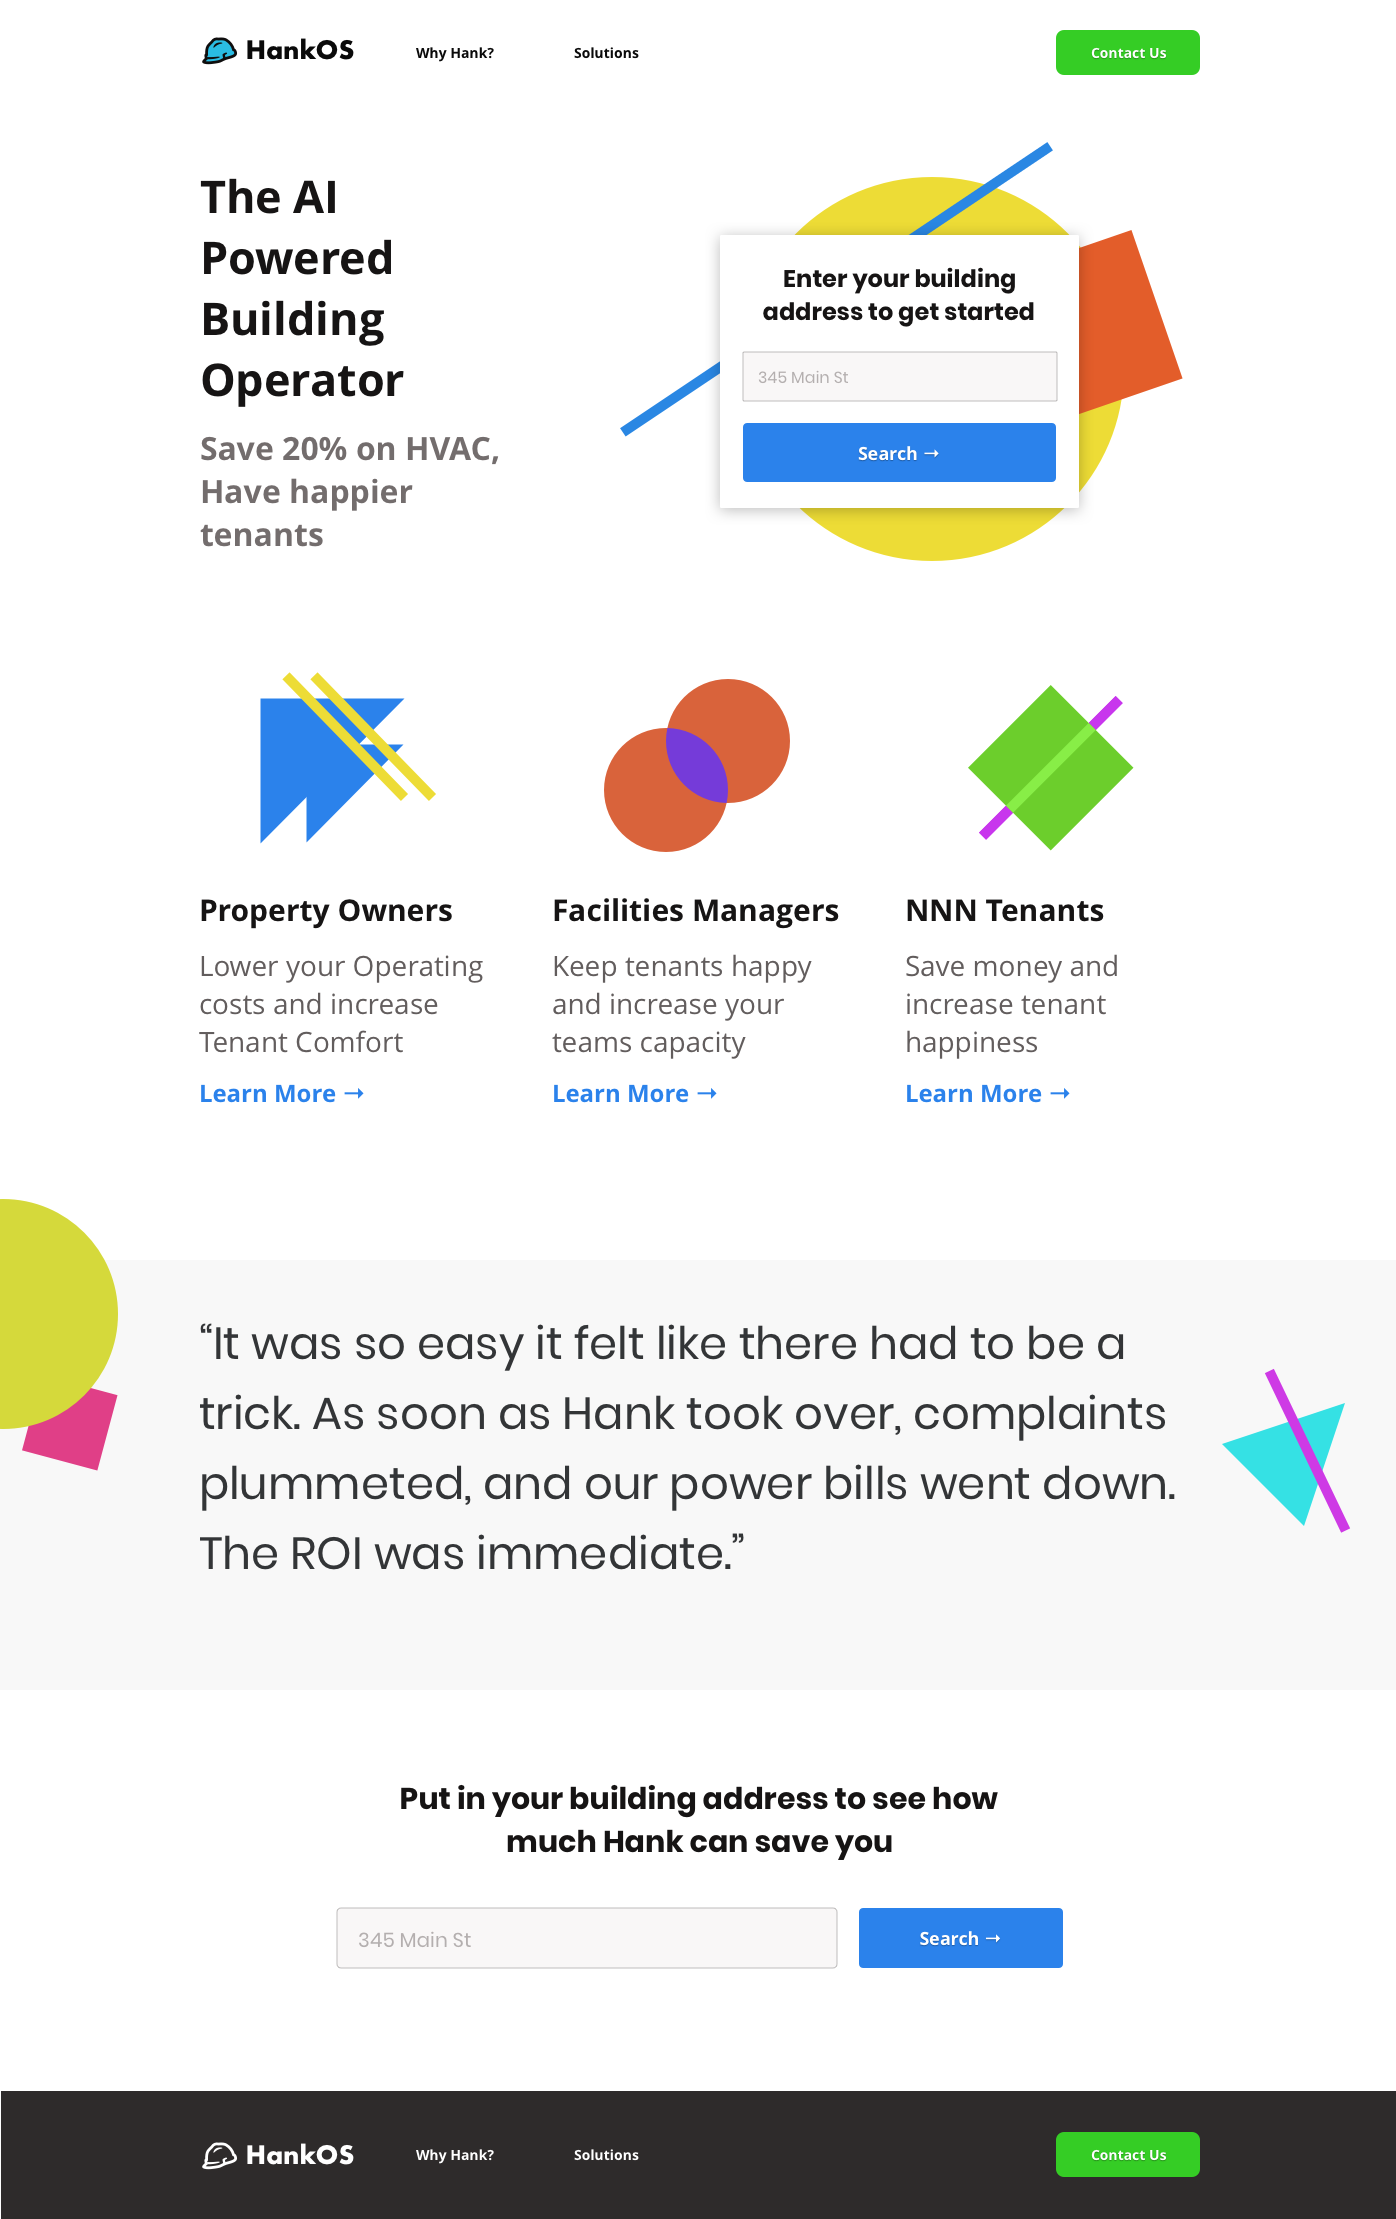 HankOS
Why Hank?
Solutions
Contact Us
The AI
Powered
Building
Operator
Save 20% on HVAC,
Have happier
tenants
Enter your building
address to get started
345 Main St
Search →
Property Owners
Lower your Operating
costs and increase
Tenant Comfort
Learn More →
Facilities Managers
Keep tenants happy
and increase your
teams capacity
Learn More →
NNN Tenants
Save money and
increase tenant
happiness
Learn More →
“It was so easy it felt like there had to be a
trick. As soon as Hank took over, complaints
plummeted, and our power bills went down.
The ROI was immediate.”
Put in your building address to see how
much Hank can save you
345 Main St
Search →
HankOS
Why Hank?
Solutions
Contact Us